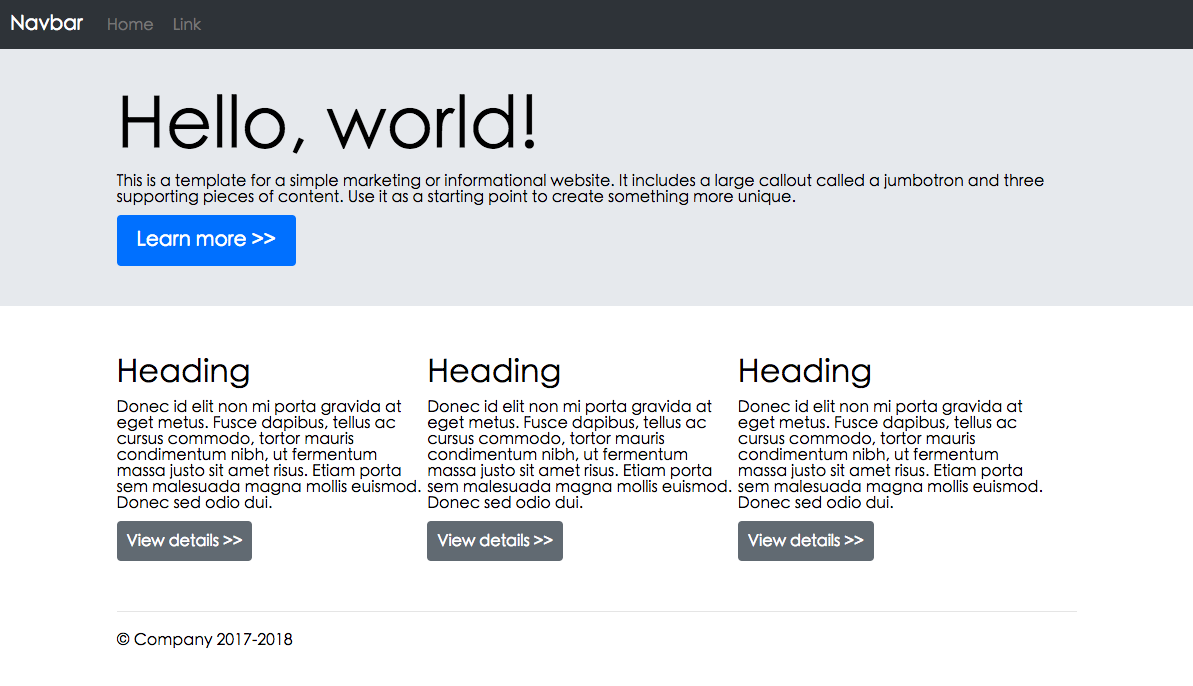 Navbar Home Link
Hello, world!
This is a template for a simple marketing or informational website. It includes a large callout called a jumbotron and three
supporting pieces of content. Use it as a starting point to create something more unique.
Learn more >>
Heading
Donec id elit non mi porta gravida at
eget metus. Fusce dapibus, tellus ac
cursus commodo, tortor mauris
condimentum nibh, ut fermentum
massa justo sit amet risus. Etiam porta
sem malesuada magna mollis euismod.
Donec sed odio dui.
View details >>
Heading
Donec id elit non mi porta gravida at
eget metus. Fusce dapibus, tellus ac
cursus commodo, tortor mauris
condimentum nibh, ut fermentum
massa justo sit amet risus. Etiam porta
sem malesuada magna mollis euismod.
Donec sed odio dui.
View details >>
Heading
Donec id elit non mi porta gravida at
eget metus. Fusce dapibus, tellus ac
cursus commodo, tortor mauris
condimentum nibh, ut fermentum
massa justo sit amet risus. Etiam porta
sem malesuada magna mollis euismod.
Donec sed odio dui.
View details >>
© Company 2017-2018